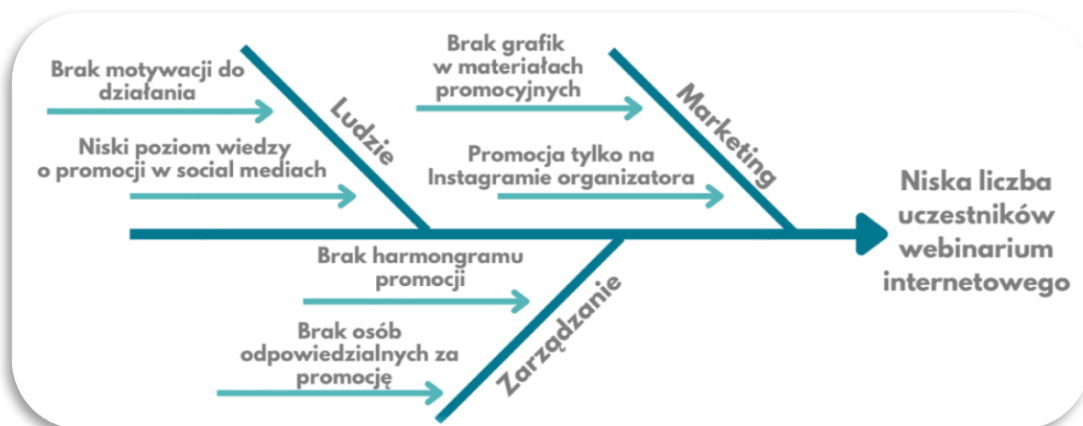 Brak motywacji do
działania
Niski poziom wiedzy
o promocji w social mediach
Ludzie
Brak grafik
w materiałach
promocyjnych
Promocja tylko na
Instagramie organizatora
Marketing
Brak harmongramu
promocji
Brak osób
odpowiedzialnych za
promocję
Zarządzanie
Niska liczba
uczestników
webinarium
internetowego